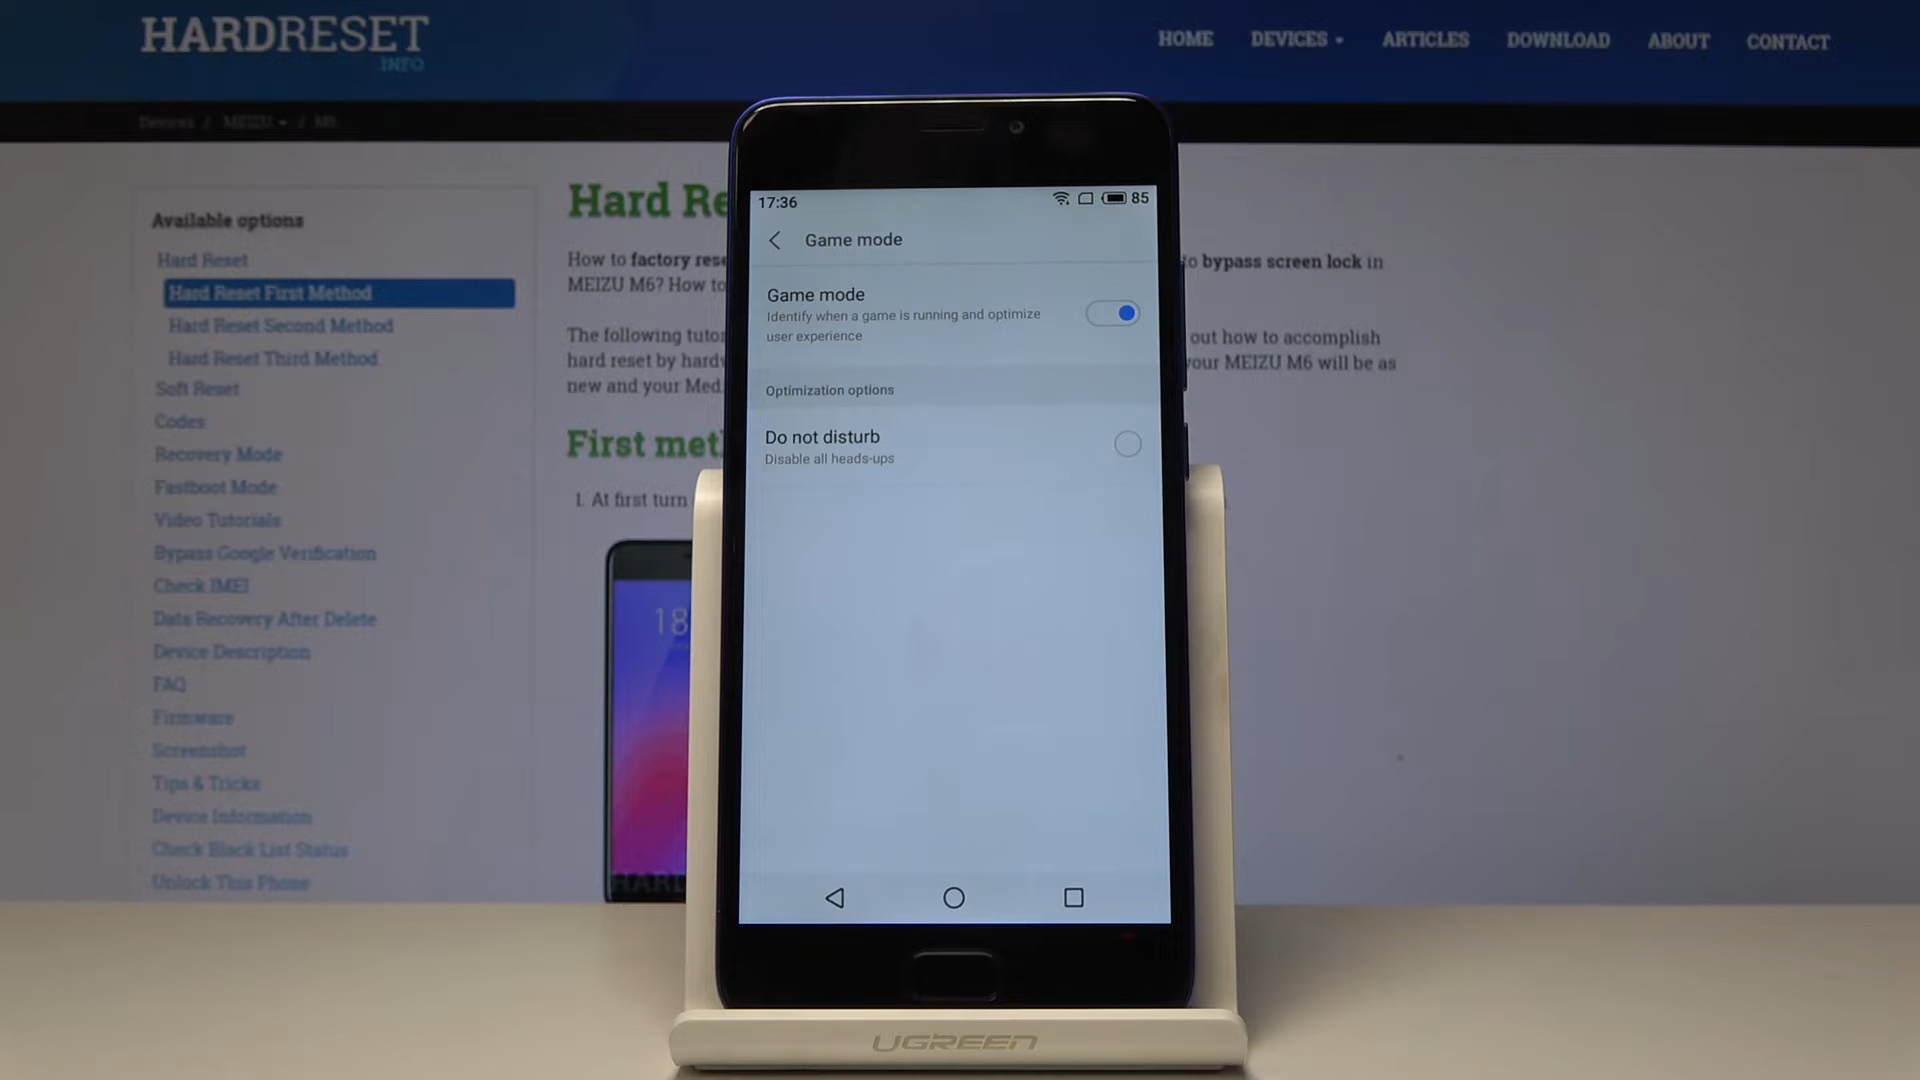 HARDRESET
.INFO
HOME DEVICES ARTICLES DOWNLOAD ABOUT CONTACT
Devices / MEIZU / M6
Available options
Hard Reset
Hard Reset First Method
Hard Reset Second Method
Hard Reset Third Method
Soft Reset
Codes
Recovery Mode
Fastboot Mode
Video Tutorials
Bypass Google Verification
Check IMEI
Data Recovery After Delete
Device Description
FAQ
Firmware
Screenshot
Tips & Tricks
Device Information
Check Black List Status
Unlock This Phone
Hard Re
How to factory rese
to bypass screen lock in
MEIZU M6? How to
The following tutor
out how to accomplish
hard reset by hardw
your MEIZU M6 will be as
new and your Med
First met
1. At first turn
18
HARD
17:36 85
Game mode
Game mode
Identify when a game is running and optimize
user experience
Optimization options
Do not disturb
Disable all heads-ups
UGREEN